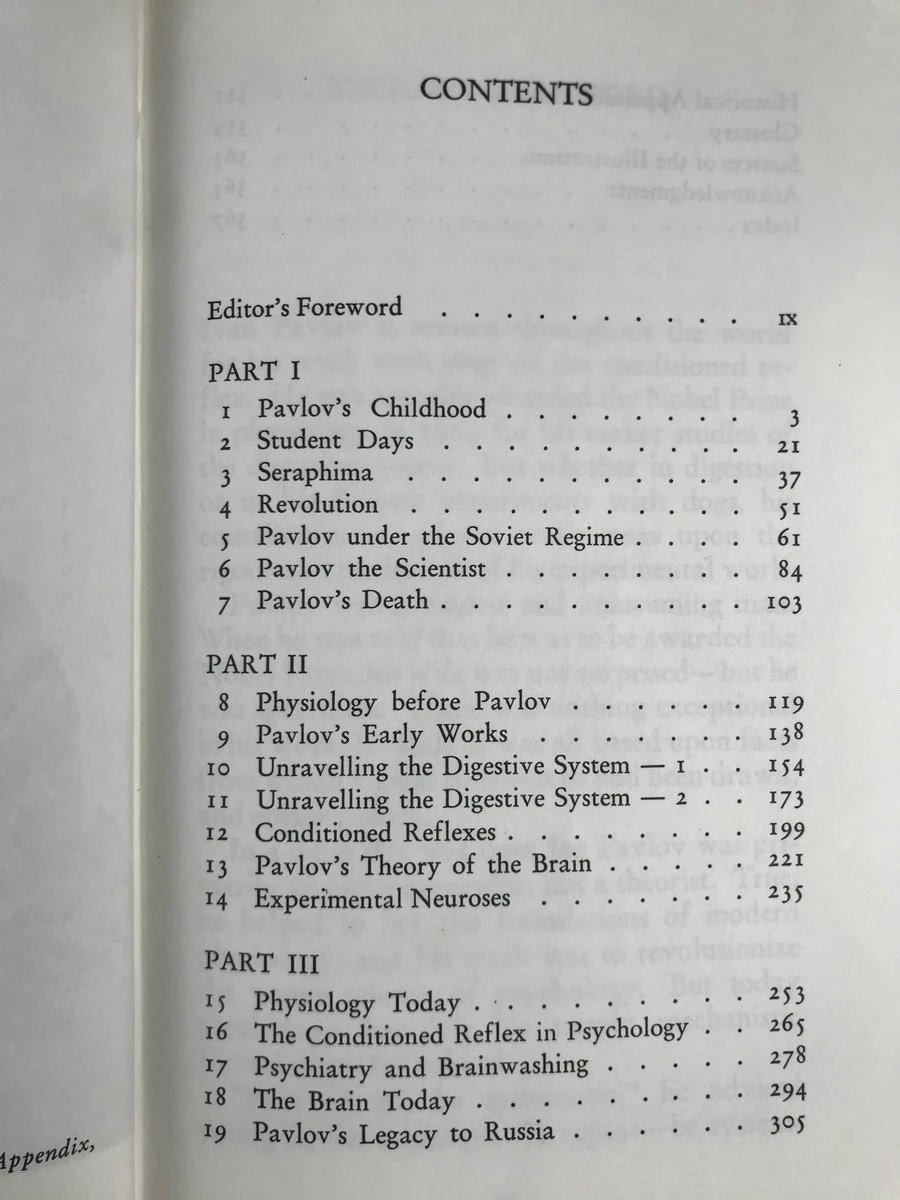 CONTENTS
Editor's Foreword . . . . . . . . . . IX
PART I
1 Pavlov's Childhood . . . . . . . . . 3
2 Student Days . . . . . . . . . . . 21
3 Seraphima . . . . . . . . . . . 37
4 Revolution . . . . . . . . . . . 51
5 Pavlov under the Soviet Regime . . . . 61
6 Pavlov the Scientist . . . . . . . . 84
7 Pavlov's Death . . . . . . . . . . 103
PART II
8 Physiology before Pavlov . . . . . . 119
9 Pavlov's Early Works . . . . . . . 138
10 Unravelling the Digestive System — 1 . . 154
11 Unravelling the Digestive System — 2 . . 173
12 Conditioned Reflexes . . . . . . . . 199
13 Pavlov's Theory of the Brain . . . . . 221
14 Experimental Neuroses . . . . . . . 235
PART III
15 Physiology Today . . . . . . . . . 253
16 The Conditioned Reflex in Psychology . . 265
17 Psychiatry and Brainwashing . . . . . 278
18 The Brain Today . . . . . . . . . 294
19 Pavlov's Legacy to Russia . . . . . . 305
Appendix,